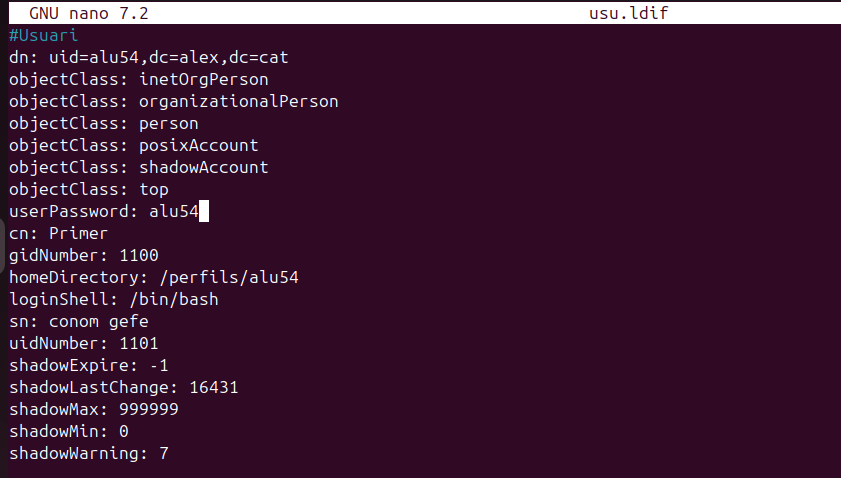 GNU nano 7.2 usu.ldif
#Usuari
dn: uid=alu54,dc=alex,dc=cat
objectClass: inetOrgPerson
objectClass: organizationalPerson
objectClass: person
objectClass: posixAccount
objectClass: shadowAccount
objectClass: top
userPassword: alu54
cn: Primer
gidNumber: 1100
homeDirectory: /perfils/alu54
loginShell: /bin/bash
sn: conom gefe
uidNumber: 1101
shadowExpire: -1
shadowLastChange: 16431
shadowMax: 999999
shadowMin: 0
shadowWarning: 7